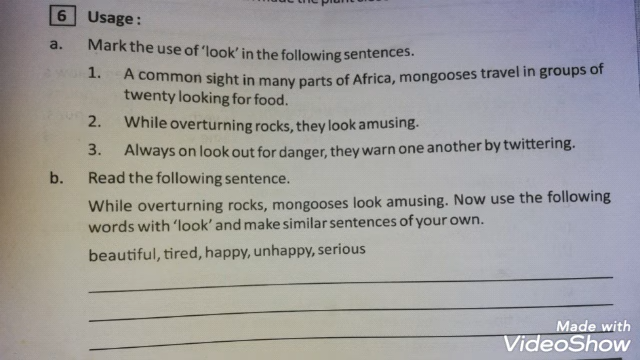 6 Usage :
a. Mark the use of 'look' in the following sentences.
1. A common sight in many parts of Africa, mongooses travel in groups of
twenty looking for food.
2. While overturning rocks, they look amusing.
3. Always on look out for danger, they warn one another by twittering.
b. Read the following sentence.
While overturning rocks, mongooses look amusing. Now use the following
words with 'look' and make similar sentences of your own.
beautiful, tired, happy, unhappy, serious
Made with
VideoShow